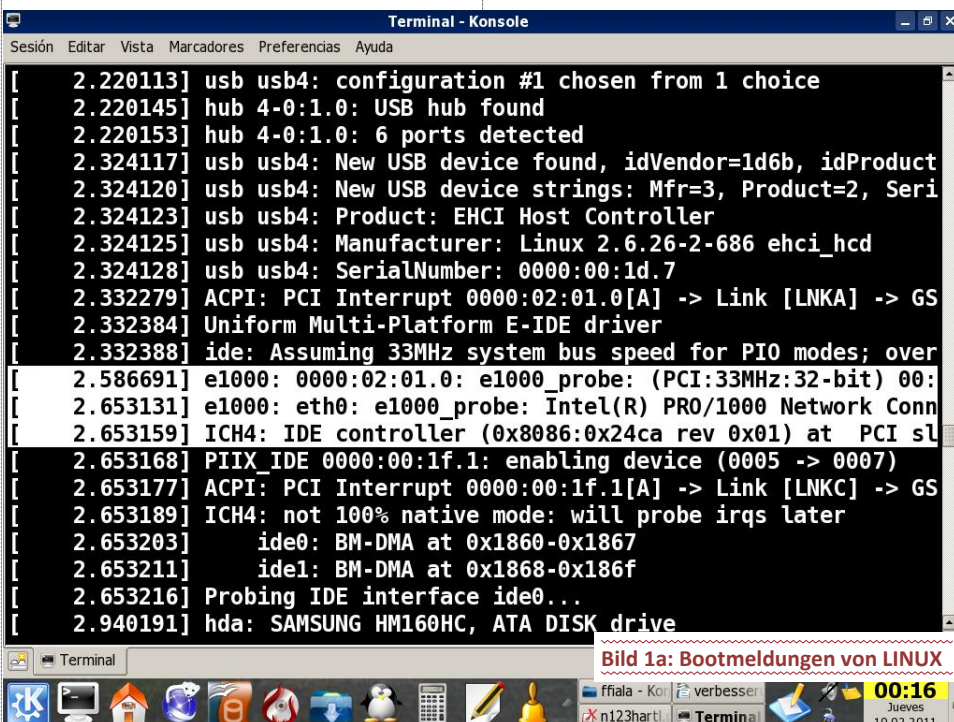 Terminal - Konsole
Sesión Editar Vista Marcadores Preferencias Ayuda
[ 2.220113] usb usb4: configuration #1 chosen from 1 choice
[ 2.220145] hub 4-0:1.0: USB hub found
[ 2.220153] hub 4-0:1.0: 6 ports detected
[ 2.324117] usb usb4: New USB device found, idVendor=1d6b, idProduct
[ 2.324120] usb usb4: New USB device strings: Mfr=3, Product=2, Seri
[ 2.324123] usb usb4: Product: EHCI Host Controller
[ 2.324125] usb usb4: Manufacturer: Linux 2.6.26-2-686 ehci_hcd
[ 2.324128] usb usb4: SerialNumber: 0000:00:1d.7
[ 2.332279] ACPI: PCI Interrupt 0000:02:01.0[A] -> Link [LNKA] -> GS
[ 2.332384] Uniform Multi-Platform E-IDE driver
[ 2.332388] ide: Assuming 33MHz system bus speed for PIO modes; over
[ 2.586691] e1000: 0000:02:01.0: e1000_probe: (PCI:33MHz:32-bit) 00:
[ 2.653131] e1000: eth0: e1000_probe: Intel(R) PRO/1000 Network Conn
[ 2.653159] ICH4: IDE controller (0x8086:0x24ca rev 0x01) at PCI sl
[ 2.653168] PIIX_IDE 0000:00:1f.1: enabling device (0005 -> 0007)
[ 2.653177] ACPI: PCI Interrupt 0000:00:1f.1[A] -> Link [LNKC] -> GS
[ 2.653189] ICH4: not 100% native mode: will probe irqs later
[ 2.653203] ide0: BM-DMA at 0x1860-0x1867
[ 2.653211] ide1: BM-DMA at 0x1868-0x186f
[ 2.653216] Probing IDE interface ide0...
[ 2.940191] hda: SAMSUNG HM160HC, ATA DISK drive
Terminal
Bild 1a: Bootmeldungen von LINUX
ffiala - Kon verbesser 00:16
n123hartl. Terminal Jueves